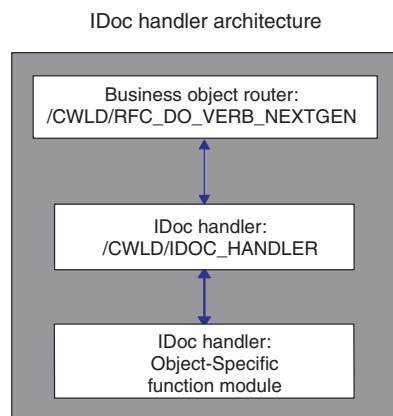 IDoc handler architecture
Business object router:
/CWLD/RFC_DO_VERB_NEXTGEN
IDoc handler:
/CWLD/IDOC_HANDLER
IDoc handler:
Object-Specific
function module